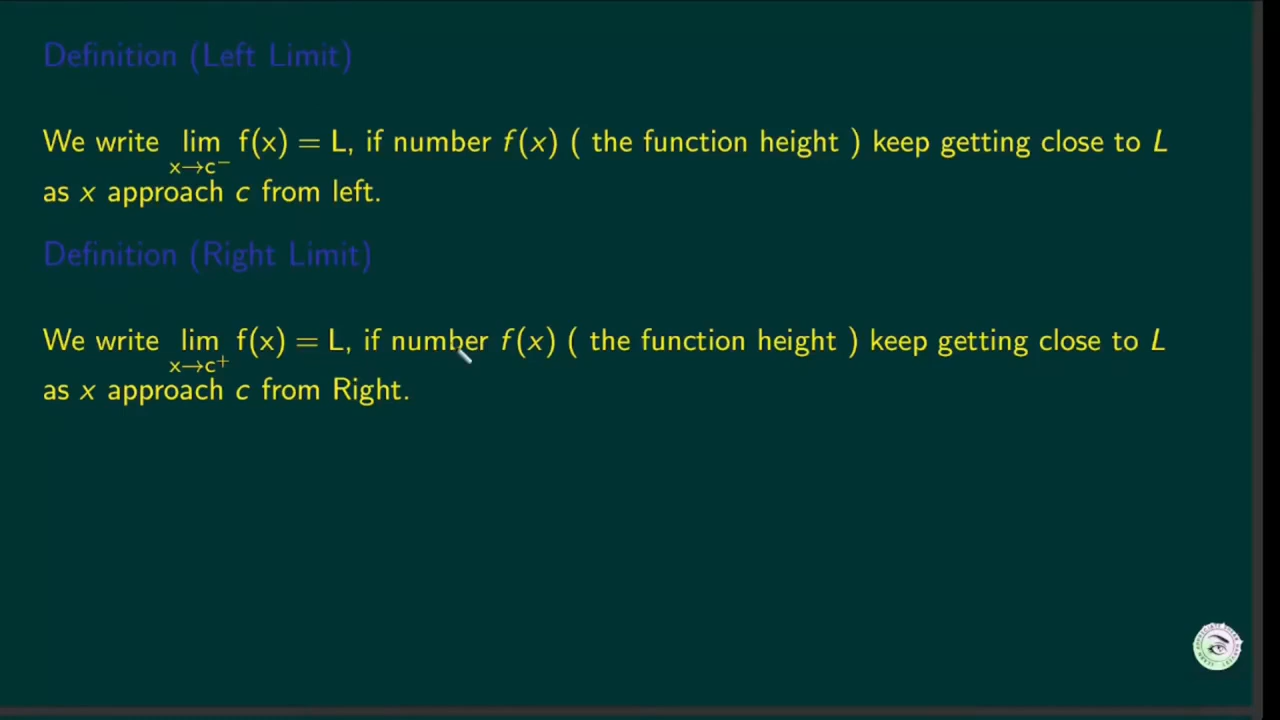 Definition (Left Limit)
We write lim f(x) = L, if number f(x) ( the function height ) keep getting close to L
x→c⁻
as x approach c from left.
Definition (Right Limit)
We write lim f(x) = L, if number f(x) ( the function height ) keep getting close to L
x→c⁺
as x approach c from Right.